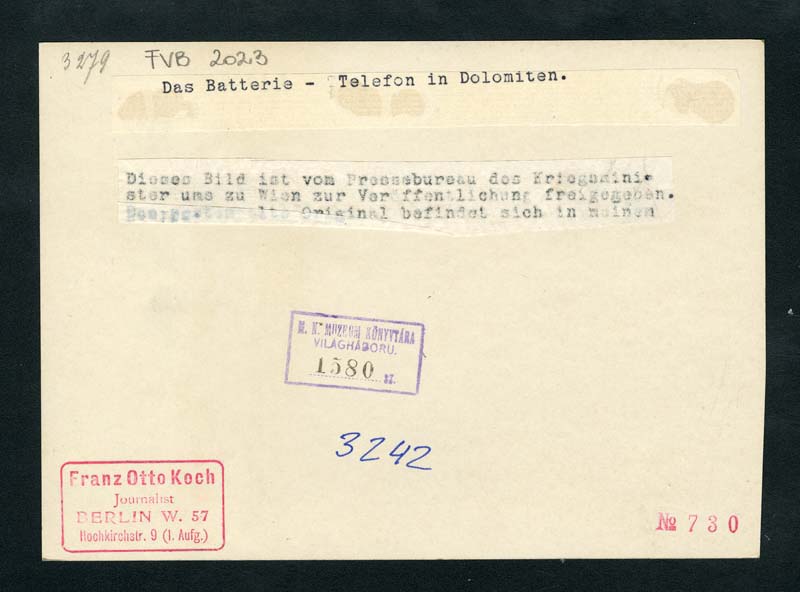 3279 FVB 2023
Das Batterie - Telefon in Dolomiten.
Dieses Bild ist vom Pressebureau des Kriegsmini-
ster ums zu Wien zur Veröffentlichung freigegeben.
Original befindet sich in meinem
M. N. MUZEUM KÖNYVTÁRA
VILÁGHÁBORU.
1580
3242
Franz Otto Koch
Journalist
BERLIN W. 57
Hochkirchstr. 9 (I. Aufg.)
№ 730